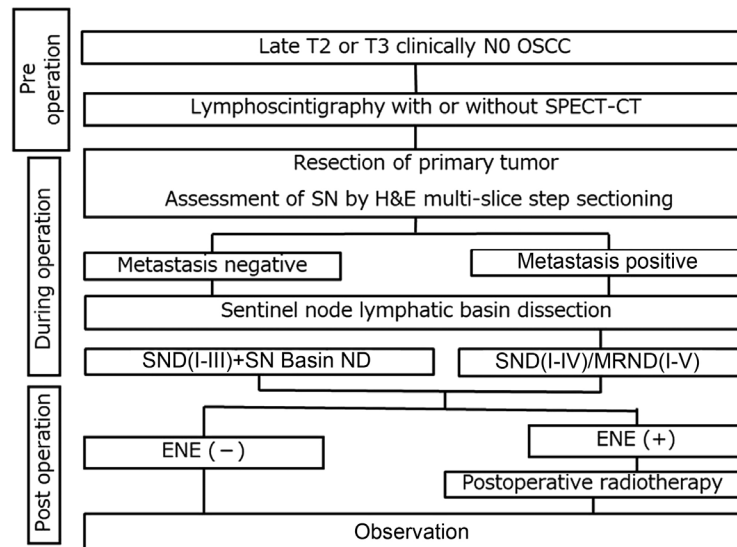 Pre
operation
Late T2 or T3 clinically N0 OSCC
Lymphoscintigraphy with or without SPECT-CT
During operation
Resection of primary tumor
Assessment of SN by H&E multi-slice step sectioning
Metastasis negative
Metastasis positive
Sentinel node lymphatic basin dissection
SND(I-III)+SN Basin ND
SND(I-IV)/MRND(I-V)
Post operation
ENE (−)
ENE (+)
Postoperative radiotherapy
Observation